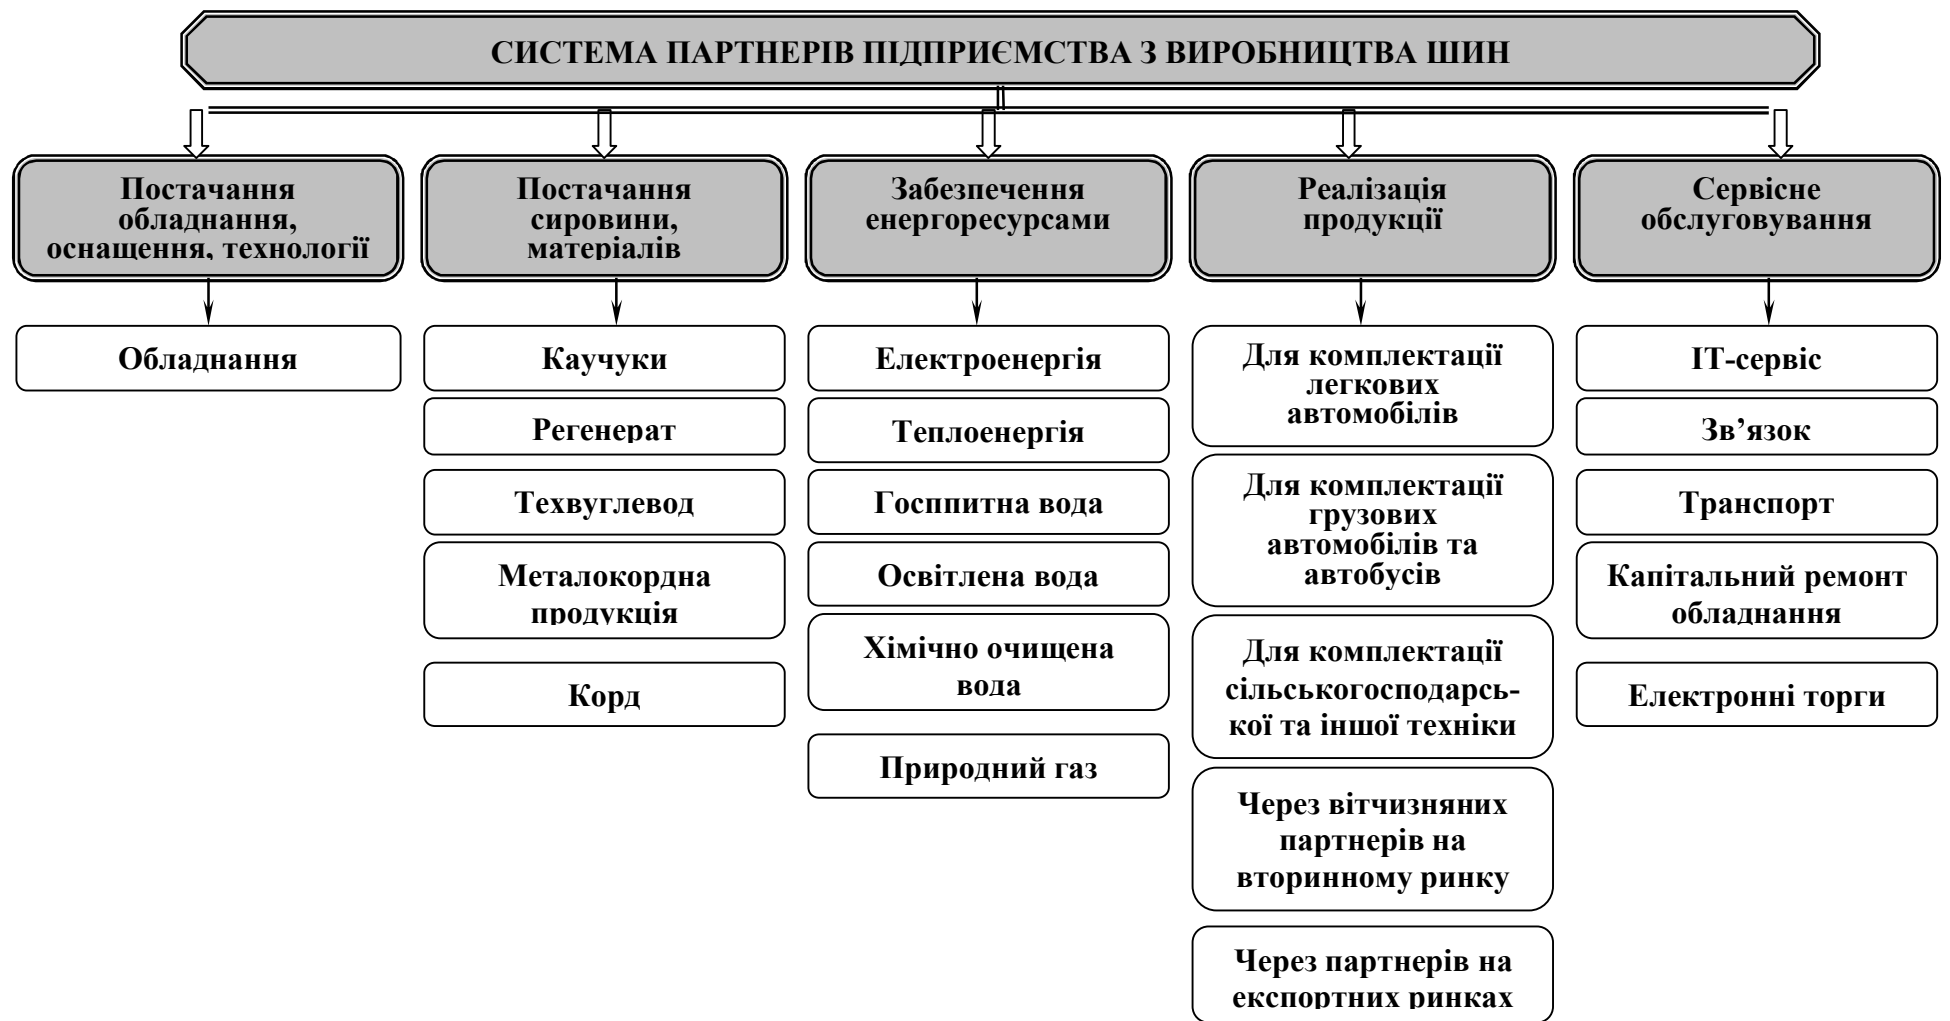 СИСТЕМА ПАРТНЕРІВ ПІДПРИЄМСТВА З ВИРОБНИЦТВА ШИН
Постачання
обладнання,
оснащення, технології
Обладнання
Постачання
сировини,
матеріалів
Каучуки
Регенерат
Техвуглевод
Металокордна
продукція
Корд
Забезпечення
енергоресурсами
Електроенергія
Теплоенергія
Госппитна вода
Освітлена вода
Хімічно очищена
вода
Природний газ
Реалізація
продукції
Для комплектації
легкових
автомобілів
Для комплектації
грузових
автомобілів та
автобусів
Для комплектації
сільськогосподарсь-
кої та іншої техніки
Через вітчизняних
партнерів на
вторинному ринку
Через партнерів на
експортних ринках
Сервісне
обслуговування
ІТ-сервіс
Зв’язок
Транспорт
Капітальний ремонт
обладнання
Електронні торги